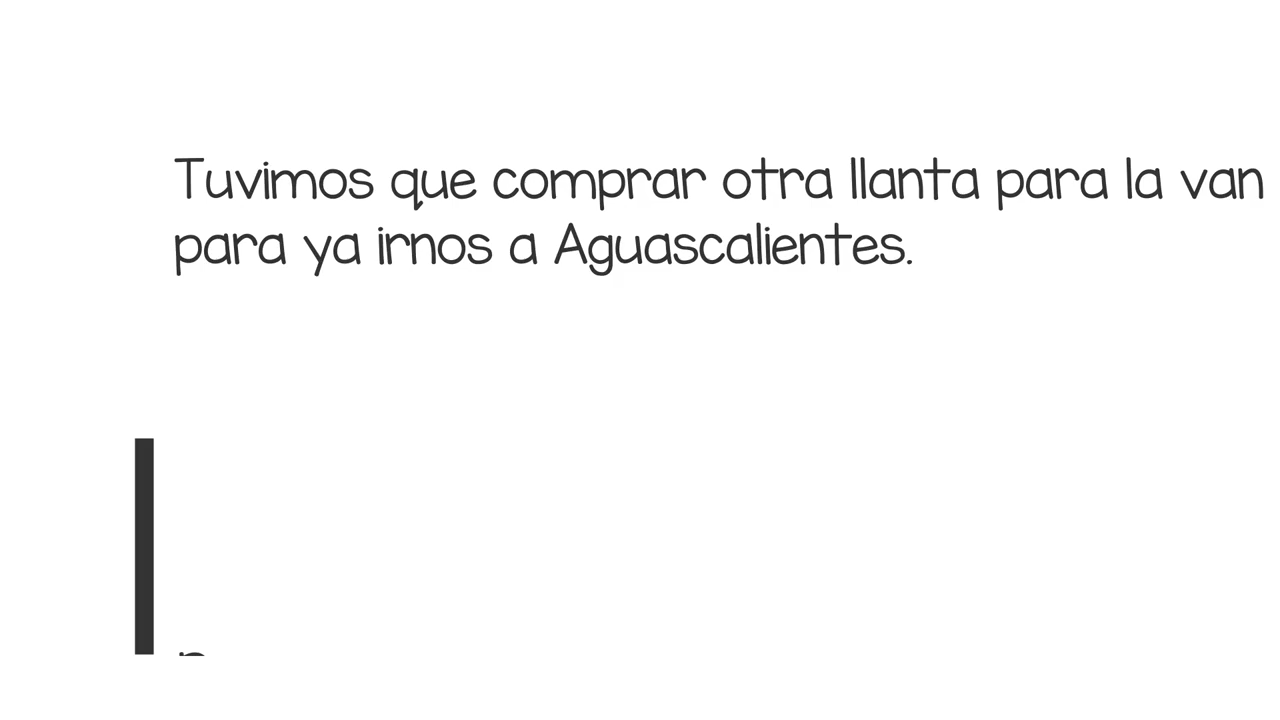 Tuvimos que comprar otra llanta para la van
para ya irnos a Aguascalientes.